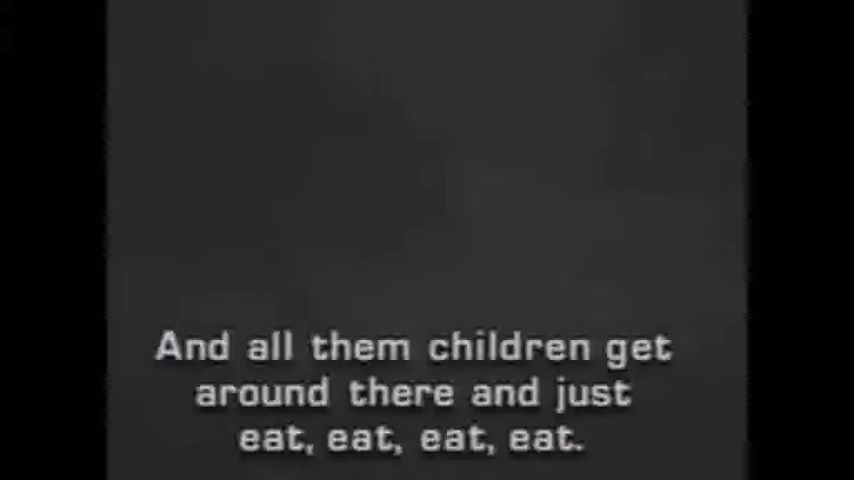 And all them children get
around there and just
eat, eat, eat, eat.